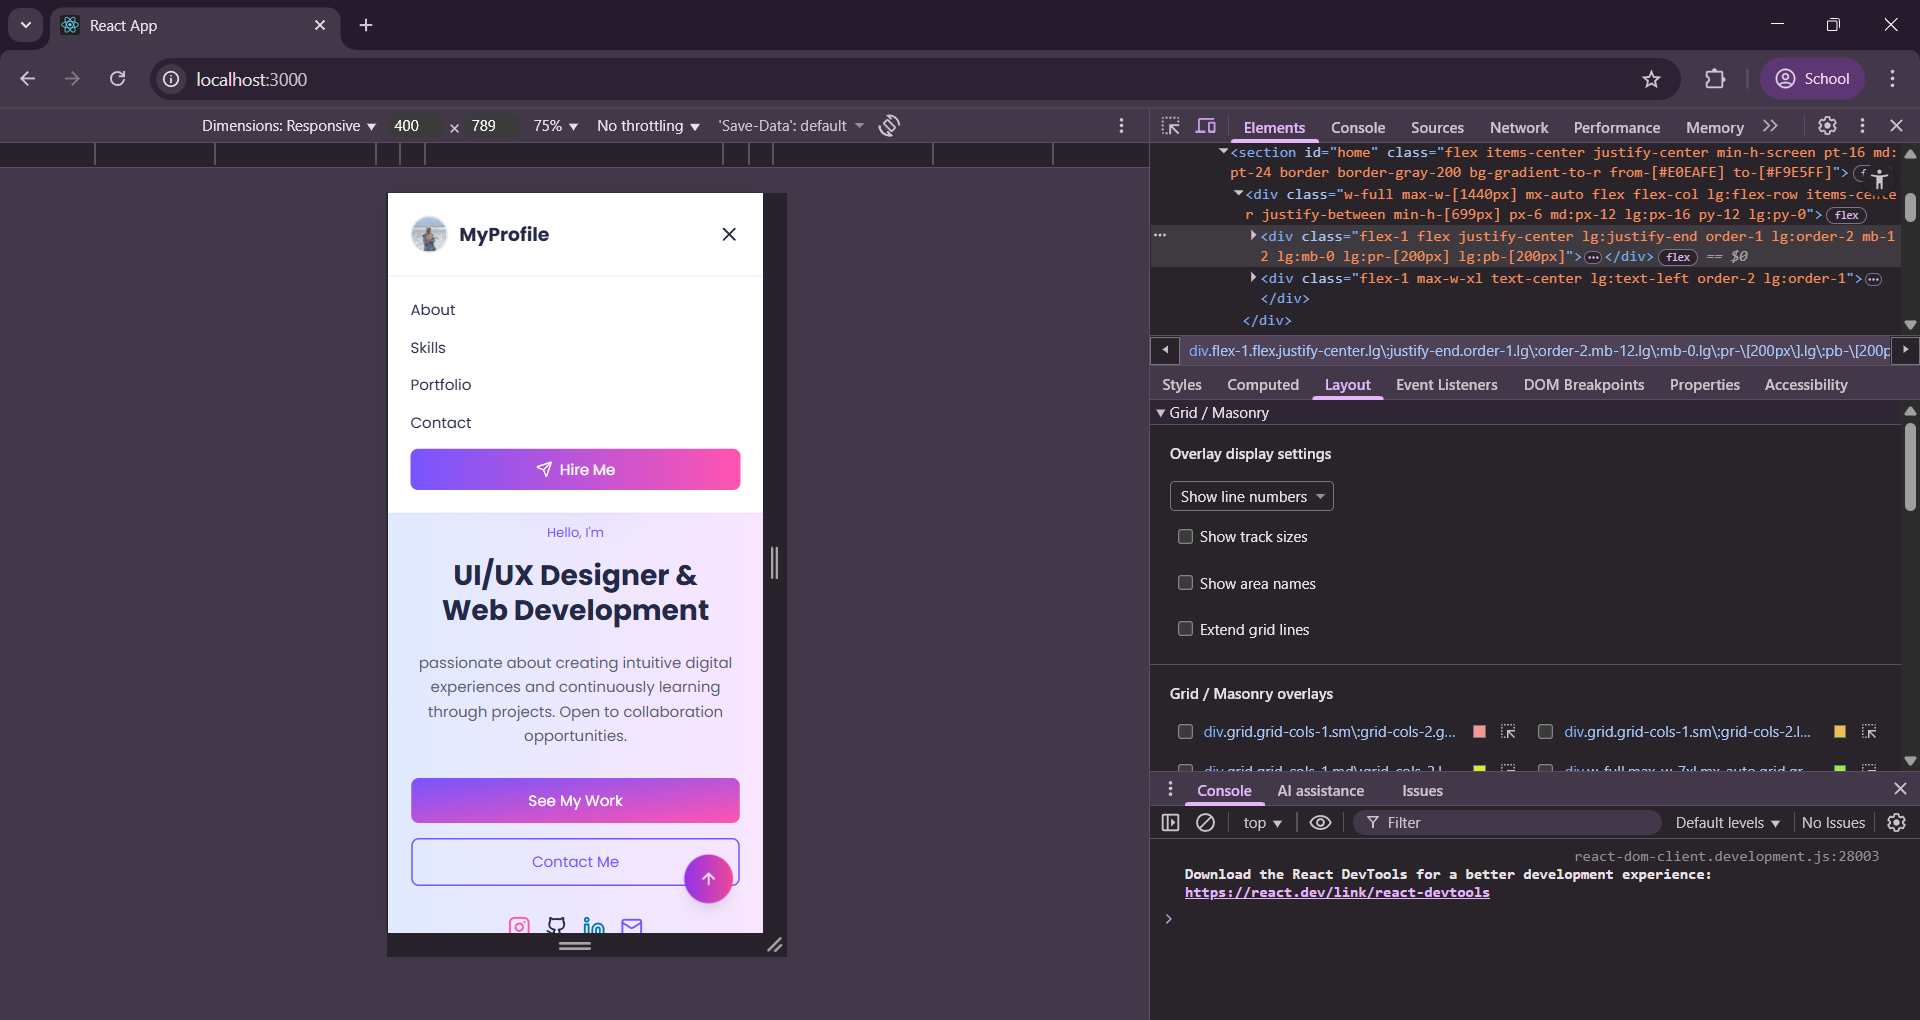 React App
localhost:3000
School
Dimensions: Responsive
400 x 789
75%
No throttling
'Save-Data': default
Elements
Console
Sources
Network
Performance
Memory
MyProfile
About
Skills
Portfolio
Contact
Hire Me
Hello, I'm
UI/UX Designer &
Web Development
passionate about creating intuitive digital
experiences and continuously learning
through projects. Open to collaboration
opportunities.
See My Work
Contact Me
<section id="home" class="flex items-center justify-center min-h-screen pt-16 md:
pt-24 border border-gray-200 bg-gradient-to-r from-[#E0EAFE] to-[#F9E5FF]">
<div class="w-full max-w-[1440px] mx-auto flex flex-col lg:flex-row items-cente
r justify-between min-h-[699px] px-6 md:px-12 lg:px-16 py-12 lg:py-0"> flex
<div class="flex-1 flex justify-center lg:justify-end order-1 lg:order-2 mb-1
2 lg:mb-0 lg:pr-[200px] lg:pb-[200px]"> … </div> flex == $0
<div class="flex-1 max-w-xl text-center lg:text-left order-2 lg:order-1"> …
</div>
</div>
div.flex-1.flex.justify-center.lg\:justify-end.order-1.lg\:order-2.mb-12.lg\:mb-0.lg\:pr-\[200px\].lg\:pb-\[200p
Styles
Computed
Layout
Event Listeners
DOM Breakpoints
Properties
Accessibility
Grid / Masonry
Overlay display settings
Show line numbers
Show track sizes
Show area names
Extend grid lines
Grid / Masonry overlays
div.grid.grid-cols-1.sm\:grid-cols-2.g...
div.grid.grid-cols-1.sm\:grid-cols-2.l...
Console
AI assistance
Issues
top
Filter
Default levels
No Issues
react-dom-client.development.js:28003
Download the React DevTools for a better development experience:
https://react.dev/link/react-devtools